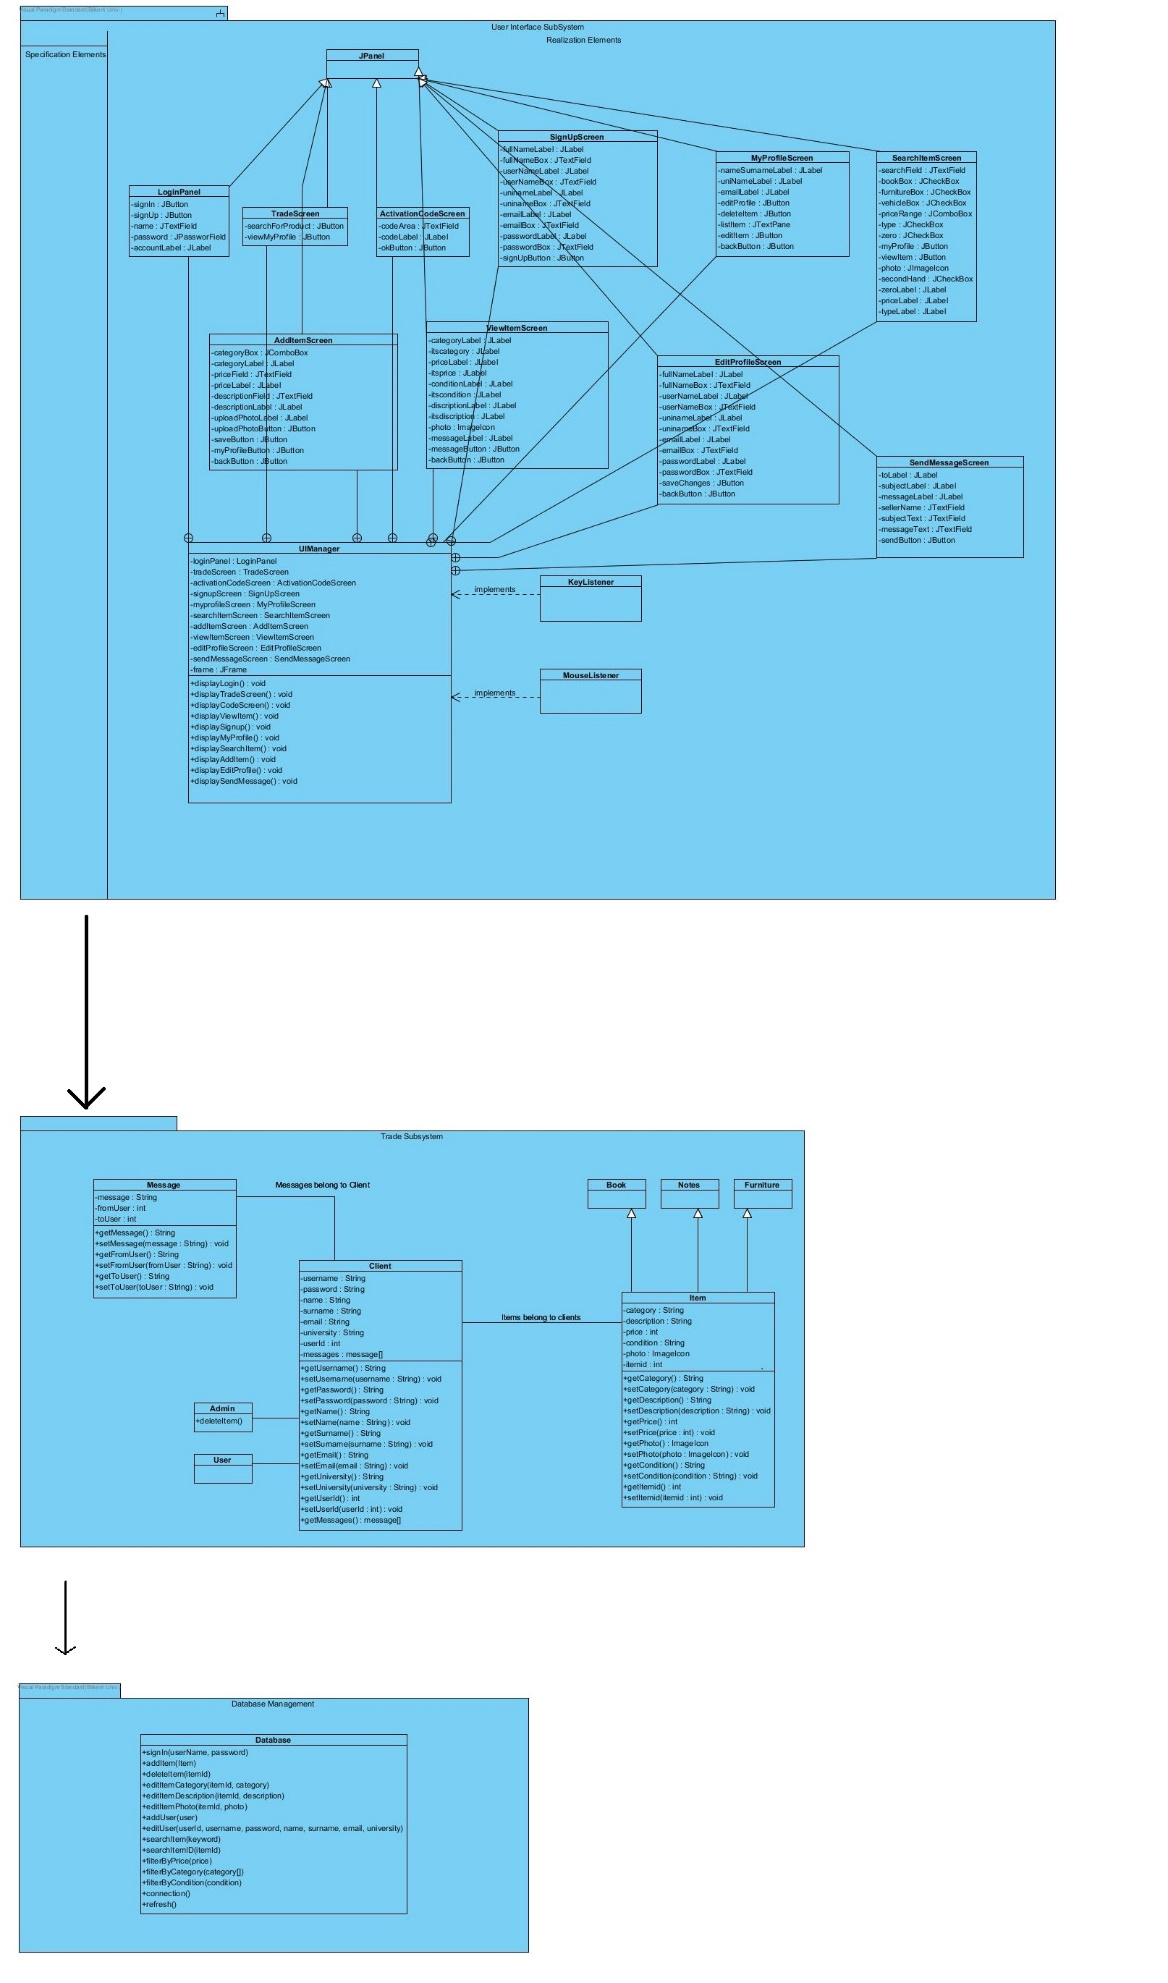 User Interface SubSystem
Realization Elements
Specification Elements
JPanel
SignUpScreen
-fullNameLabel : JLabel
-fullNameBox : JTextField
-userNameLabel : JLabel
-userNameBox : JTextField
-uninameLabel : JLabel
-uninameBox : JTextField
-emailLabel : JLabel
-emailBox : JTextField
-passwordLabel : JLabel
-passwordBox : JTextField
-signUpButton : JButton
MyProfileScreen
-nameSurnameLabel : JLabel
-uniNameLabel : JLabel
-emailLabel : JLabel
-editProfile : JButton
-deleteItem : JButton
-listItem : JTextPane
-editItem : JButton
-backButton : JButton
SearchItemScreen
-searchField : JTextField
-bookBox : JCheckBox
-furnitureBox : JCheckBox
-vehicleBox : JCheckBox
-priceRange : JComboBox
-type : JCheckBox
-zero : JCheckBox
-myProfile : JButton
-viewItem : JButton
-photo : JImageIcon
-secondHand : JCheckBox
-zeroLabel : JLabel
-priceLabel : JLabel
-typeLabel : JLabel
LoginPanel
-signIn : JButton
-signUp : JButton
-name : JTextField
-password : JPassworField
-accountLabel : JLabel
TradeScreen
-searchForProduct : JButton
-viewMyProfile : JButton
ActivationCodeScreen
-codeArea : JTextField
-codeLabel : JLabel
-okButton : JButton
AddItemScreen
-categoryBox : JComboBox
-categoryLabel : JLabel
-priceField : JTextField
-priceLabel : JLabel
-descriptionField : JTextField
-descriptionLabel : JLabel
-uploadPhotoLabel : JLabel
-uploadPhotoButton : JButton
-saveButton : JButton
-myProfileButton : JButton
-backButton : JButton
ViewItemScreen
-categoryLabel : JLabel
-itscategory : JLabel
-priceLabel : JLabel
-itsprice : JLabel
-conditionLabel : JLabel
-itscondition : JLabel
-discriptionLabel : JLabel
-itsdiscription : JLabel
-photo : ImageIcon
-messageLabel : JLabel
-messageButton : JButton
-backButton : JButton
EditProfileScreen
-fullNameLabel : JLabel
-fullNameBox : JTextField
-userNameLabel : JLabel
-userNameBox : JTextField
-uninameLabel : JLabel
-uninameBox : JTextField
-emailLabel : JLabel
-emailBox : JTextField
-passwordLabel : JLabel
-passwordBox : JTextField
-saveChanges : JButton
-backButton : JButton
SendMessageScreen
-toLabel : JLabel
-subjectLabel : JLabel
-messageLabel : JLabel
-sellerName : JTextField
-subjectText : JTextField
-messageText : JTextField
-sendButton : JButton
UIManager
-loginPanel : LoginPanel
-tradeScreen : TradeScreen
-activationCodeScreen : ActivationCodeScreen
-signupScreen : SignUpScreen
-myprofileScreen : MyProfileScreen
-searchItemScreen : SearchItemScreen
-addItemScreen : AddItemScreen
-viewItemScreen : ViewItemScreen
-editProfileScreen : EditProfileScreen
-sendMessageScreen : SendMessageScreen
-frame : JFrame
+displayLogin() : void
+displayTradeScreen() : void
+displayCodeScreen() : void
+displayViewItem() : void
+displaySignup() : void
+displayMyProfile() : void
+displaySearchItem() : void
+displayAddItem() : void
+displayEditProfile() : void
+displaySendMessage() : void
implements
KeyListener
implements
MouseListener
Trade Subsystem
Message
-message : String
-fromUser : int
-toUser : int
+getMessage() : String
+setMessage(message : String) : void
+getFromUser() : String
+setFromUser(fromUser : String) : void
+getToUser() : String
+setToUser(toUser : String) : void
Messages belong to Client
Book
Notes
Furniture
Client
-username : String
-password : String
-name : String
-surname : String
-email : String
-university : String
-userId : int
-messages : message[]
+getUsername() : String
+setUsername(username : String) : void
+getPassword() : String
+setPassword(password : String) : void
+getName() : String
+setName(name : String) : void
+getSurname() : String
+setSurname(surname : String) : void
+getEmail() : String
+setEmail(email : String) : void
+getUniversity() : String
+setUniversity(university : String) : void
+getUserId() : int
+setUserId(userId : int) : void
+getMessages() : message[]
Items belong to clients
Item
-category : String
-description : String
-price : int
-condition : String
-photo : ImageIcon
-itemid : int
+getCategory() : String
+setCategory(category : String) : void
+getDescription() : String
+setDescription(description : String) : void
+getPrice() : int
+setPrice(price : int) : void
+getPhoto() : ImageIcon
+setPhoto(photo : ImageIcon) : void
+getCondition() : String
+setCondition(condition : String) : void
+getItemid() : int
+setItemid(itemid : int) : void
Admin
+deleteItem()
User
Database Management
Database
+signIn(userName, password)
+addItem(Item)
+deleteItem(itemId)
+editItemCategory(itemId, category)
+editItemDescription(itemId, description)
+editItemPhoto(itemId, photo)
+addUser(user)
+editUser(userId, username, password, name, surname, email, university)
+searchItem(keyword)
+searchItemID(itemId)
+filterByPrice(price)
+filterByCategory(category[])
+filterByCondition(condition)
+connection()
+refresh()